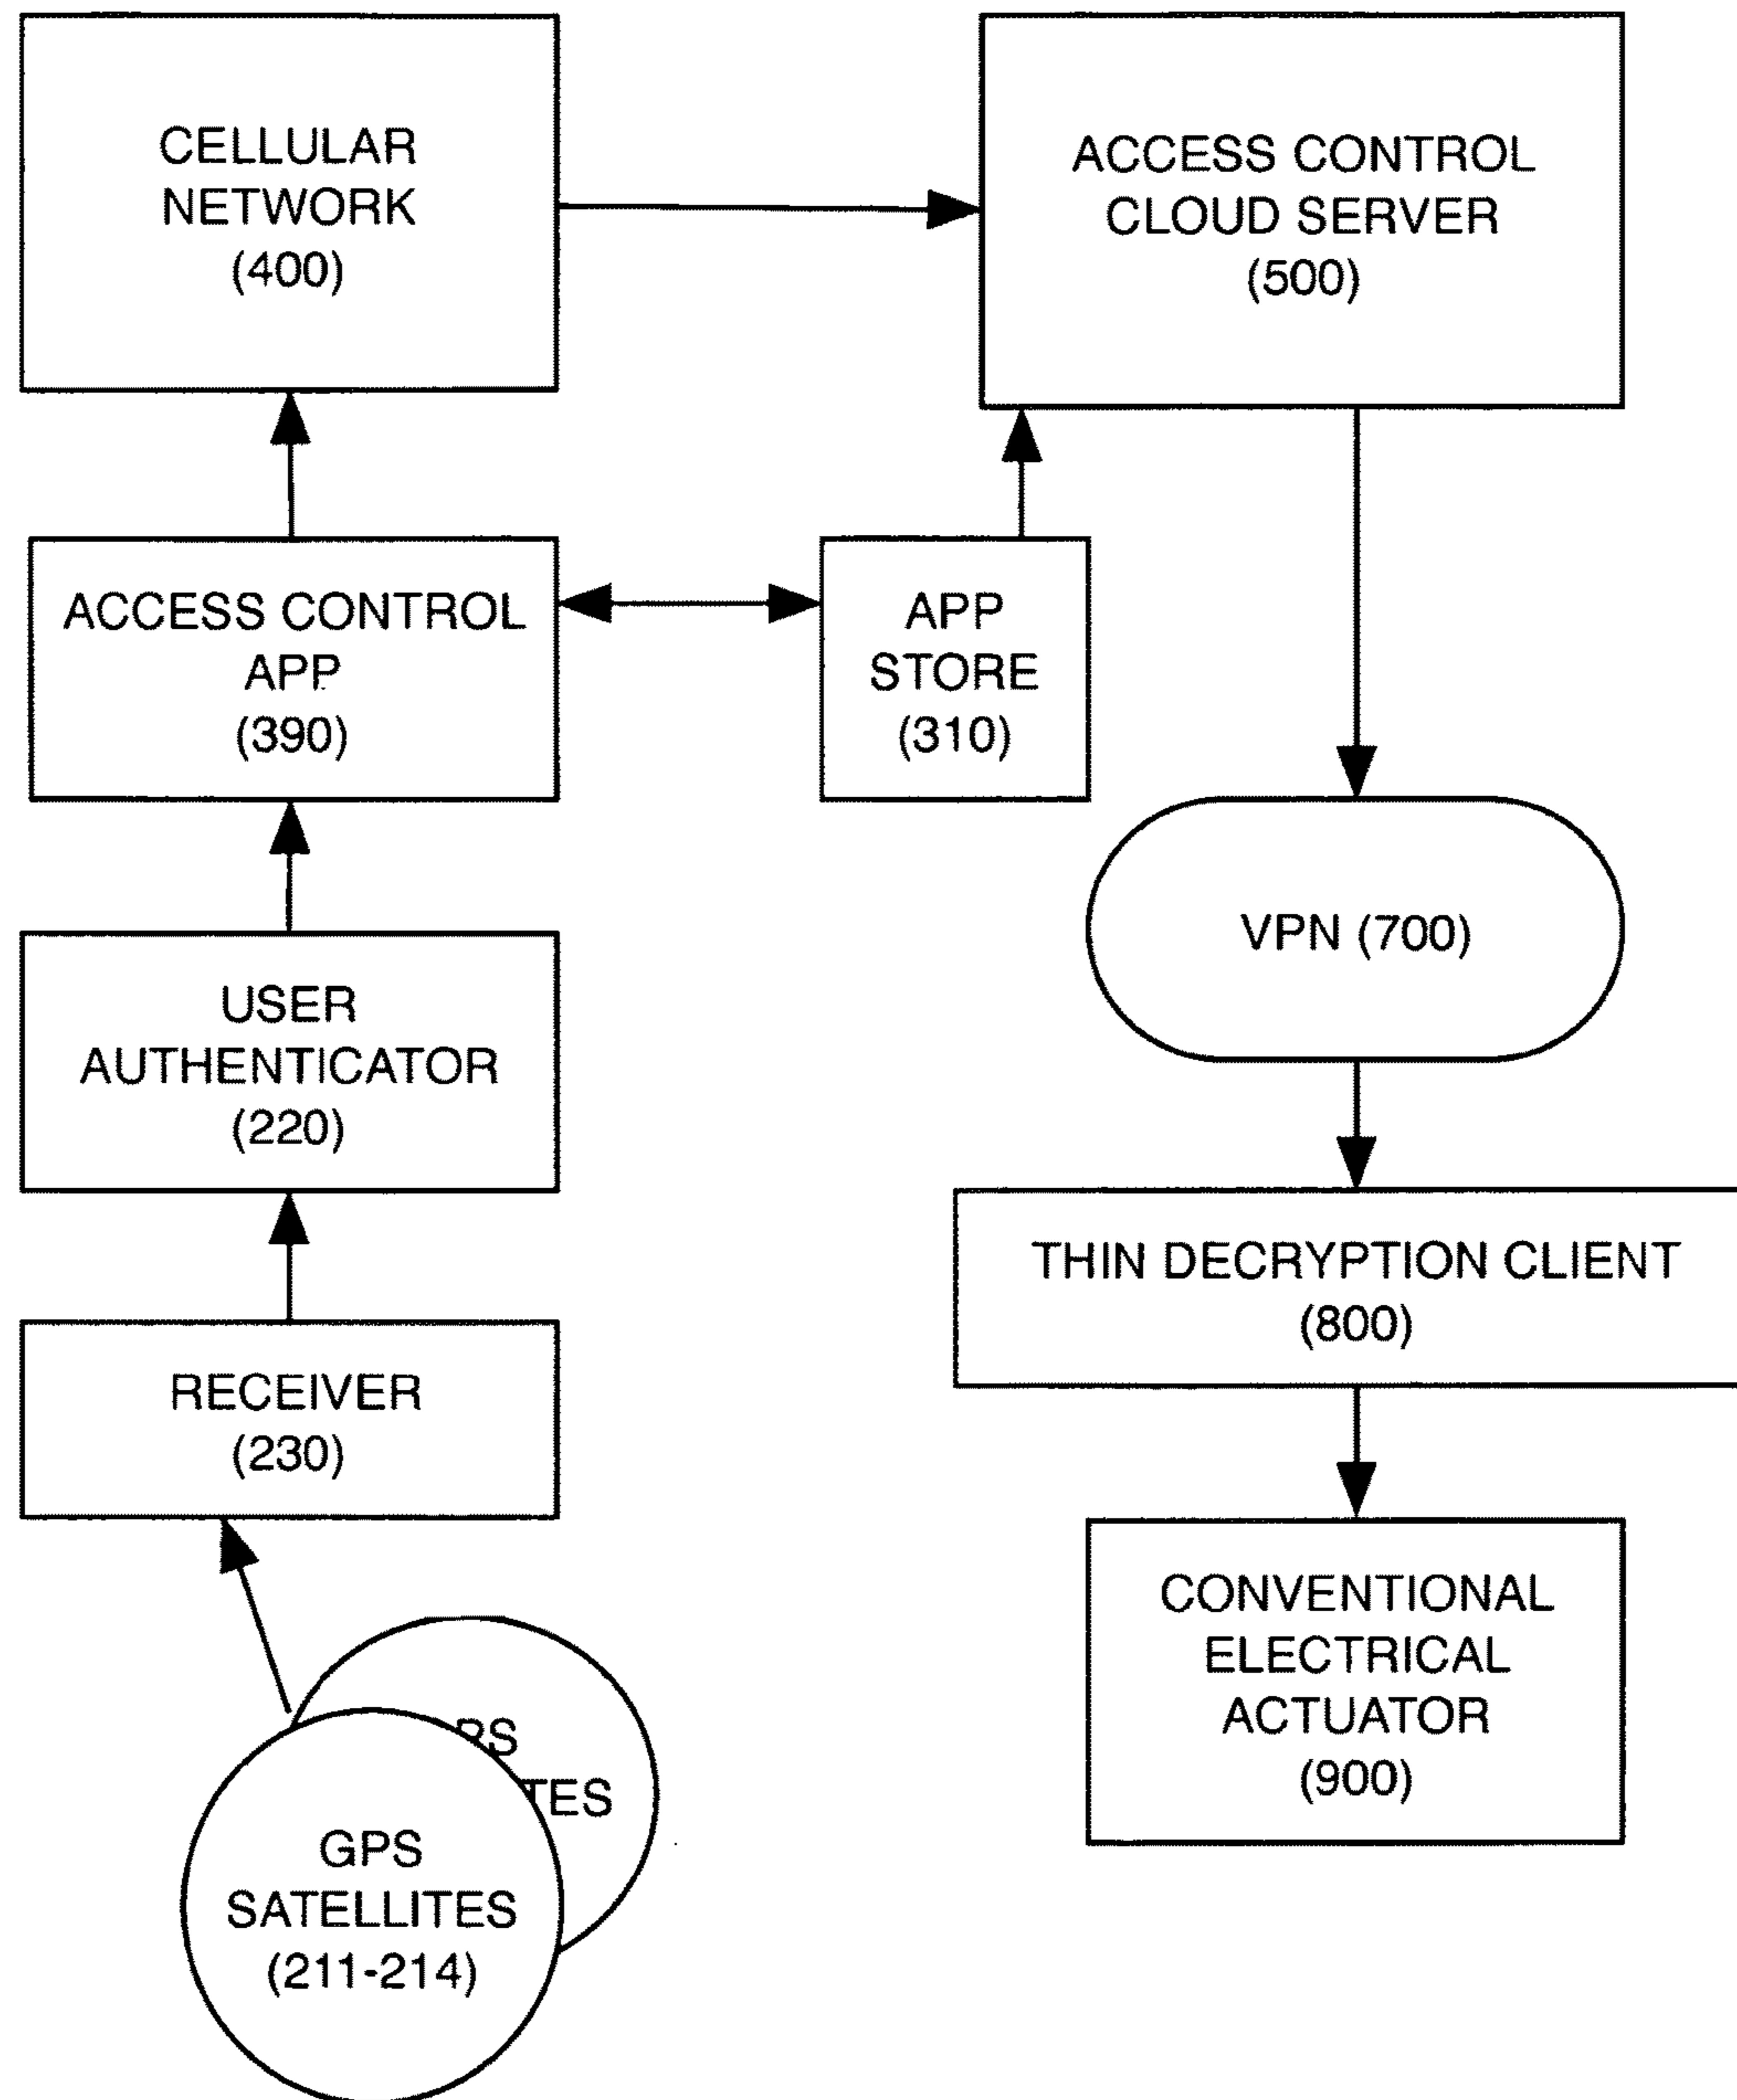 CELLULAR
NETWORK
(400)
ACCESS CONTROL
CLOUD SERVER
(500)
ACCESS CONTROL
APP
(390)
APP
STORE
(310)
VPN (700)
USER
AUTHENTICATOR
(220)
THIN DECRYPTION CLIENT
(800)
RECEIVER
(230)
CONVENTIONAL
ELECTRICAL
ACTUATOR
(900)
GPS
SATELLITES
(211-214)